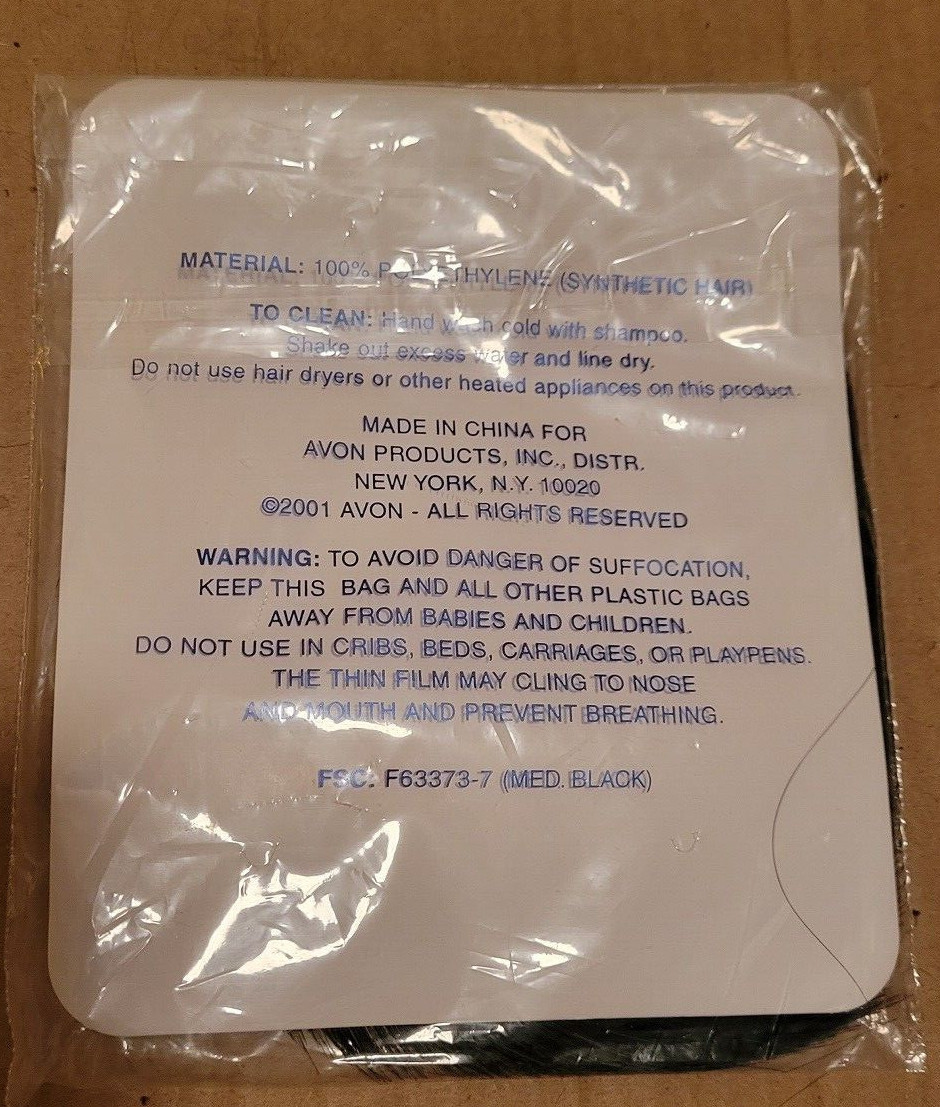 MATERIAL: 100% POLYETHYLENE (SYNTHETIC HAIR)
TO CLEAN: Hand wash cold with shampoo.
Shake out excess water and line dry.
Do not use hair dryers or other heated appliances on this product.
MADE IN CHINA FOR
AVON PRODUCTS, INC., DISTR.
NEW YORK, N.Y. 10020
©2001 AVON - ALL RIGHTS RESERVED
WARNING: TO AVOID DANGER OF SUFFOCATION,
KEEP THIS BAG AND ALL OTHER PLASTIC BAGS
AWAY FROM BABIES AND CHILDREN.
DO NOT USE IN CRIBS, BEDS, CARRIAGES, OR PLAYPENS.
THE THIN FILM MAY CLING TO NOSE
AND MOUTH AND PREVENT BREATHING.
FSC: F63373-7 (MED. BLACK)